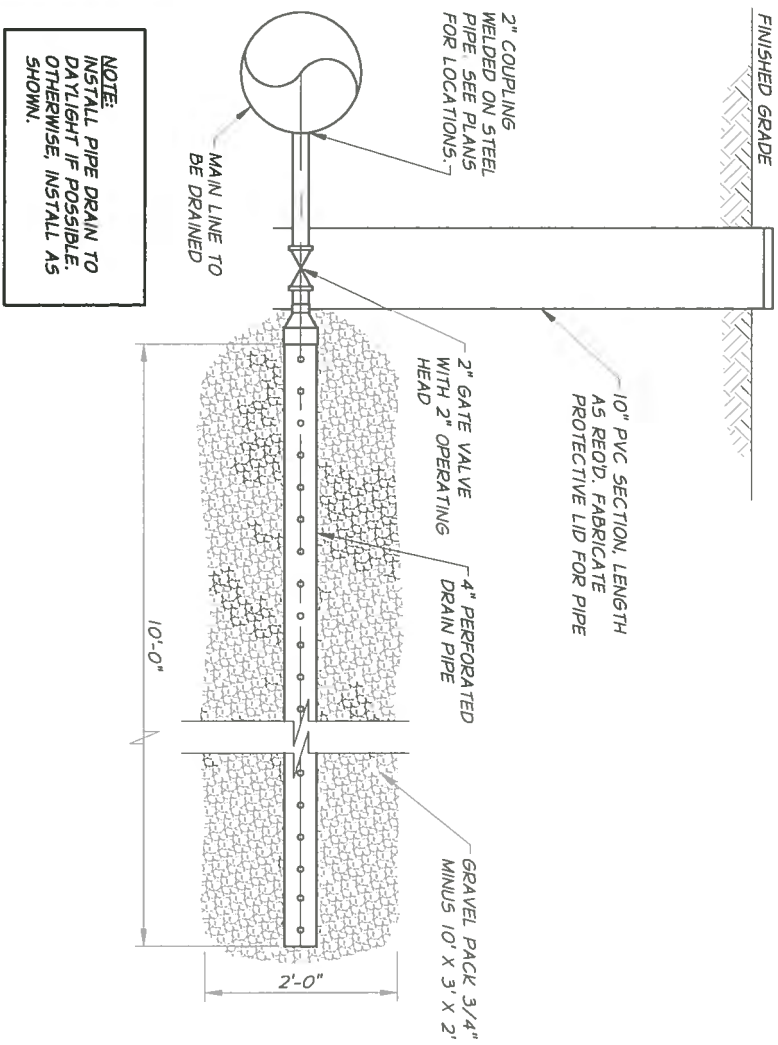 FINISHED GRADE
2" COUPLING
WELDED ON STEEL
PIPE. SEE PLANS
FOR LOCATIONS.
10" PVC SECTION, LENGTH
AS REQ'D. FABRICATE
PROTECTIVE LID FOR PIPE
MAIN LINE TO
BE DRAINED
2" GATE VALVE
WITH 2" OPERATING
HEAD
4" PERFORATED
DRAIN PIPE
GRAVEL PACK 3/4"
MINUS 10' X 3' X 2'
10'-0"
2'-0"
NOTE:
INSTALL PIPE DRAIN TO
DAYLIGHT IF POSSIBLE.
OTHERWISE, INSTALL AS
SHOWN.